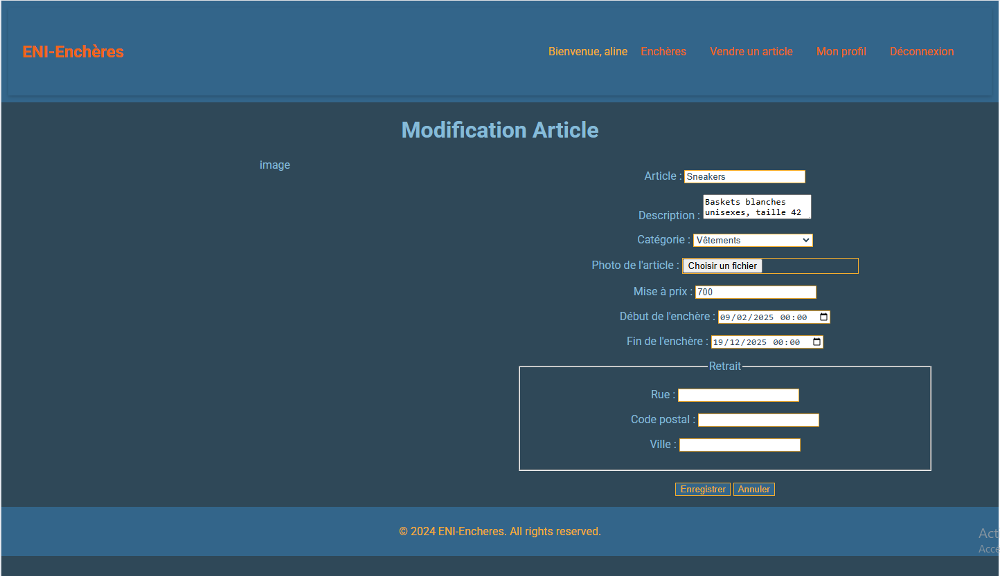 ENI-Enchères
Bienvenue, aline Enchères Vendre un article Mon profil Déconnexion
Modification Article
image
Article : Sneakers
Description : Baskets blanches
unisexes, taille 42
Catégorie : Vêtements
Photo de l'article : Choisir un fichier
Mise à prix : 700
Début de l'enchère : 09/02/2025 00:00
Fin de l'enchère : 19/12/2025 00:00
Retrait
Rue :
Code postal :
Ville :
Enregistrer Annuler
© 2024 ENI-Encheres. All rights reserved.